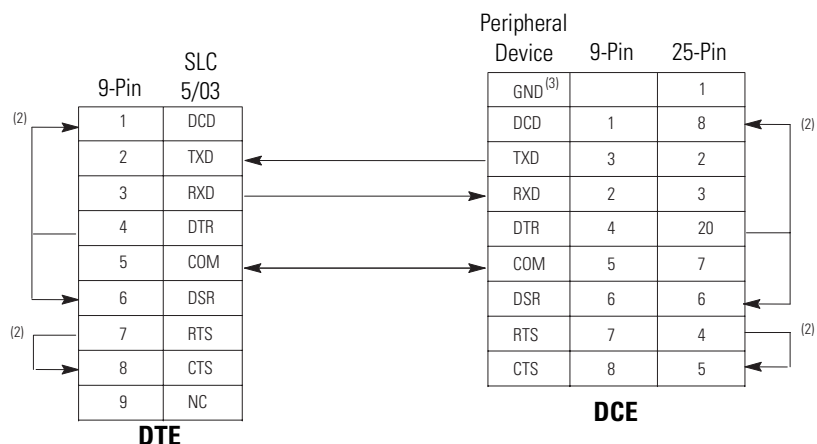 Peripheral
Device 9-Pin 25-Pin
SLC
9-Pin 5/03
GND(3) 1
(2) 1 DCD
DCD 1 8 (2)
2 TXD
TXD 3 2
3 RXD
RXD 2 3
4 DTR
DTR 4 20
5 COM
COM 5 7
6 DSR
DSR 6 6
(2) 7 RTS
RTS 7 4 (2)
8 CTS
CTS 8 5
9 NC
DCE
DTE